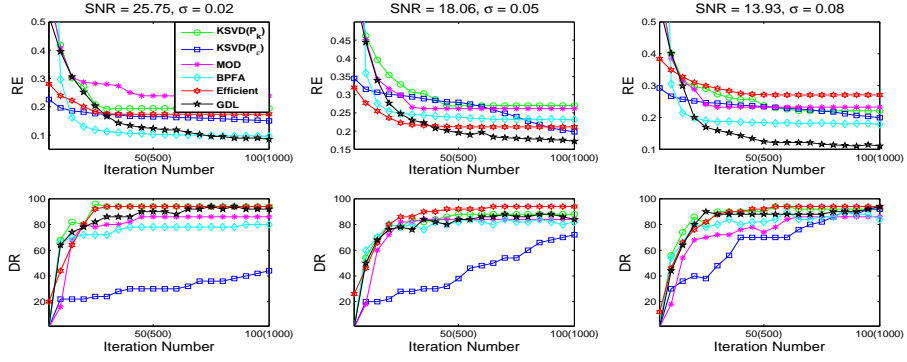 SNR = 25.75, σ = 0.02
SNR = 18.06, σ = 0.05
SNR = 13.93, σ = 0.08
0.5
0.4
0.3
0.2
0.1
RE
KSVD(Pk)
KSVD(Pε)
MOD
BPFA
Efficient
GDL
50(500)
100(1000)
Iteration Number
0.45
0.4
0.35
0.3
0.25
0.2
0.15
RE
50(500)
100(1000)
Iteration Number
0.5
0.4
0.3
0.2
0.1
RE
50(500)
100(1000)
Iteration Number
100
80
60
40
20
DR
50(500)
100(1000)
Iteration Number
100
80
60
40
20
DR
50(500)
100(1000)
Iteration Number
100
80
60
40
20
DR
50(500)
100(1000)
Iteration Number